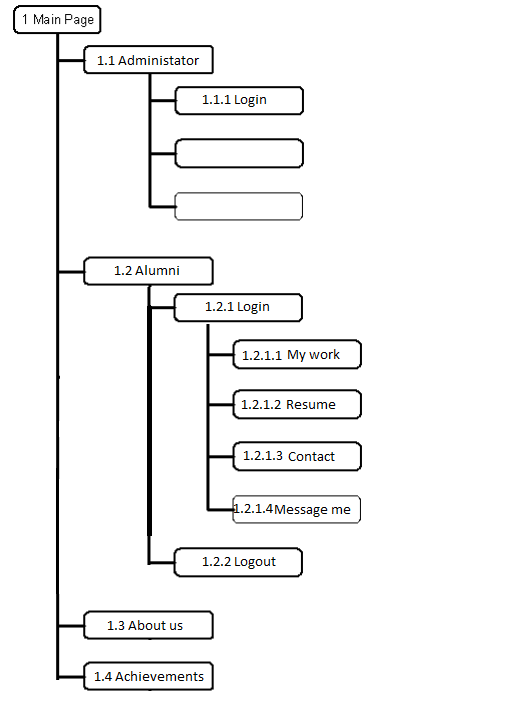 1 Main Page
1.1 Administator
1.1.1 Login
1.2 Alumni
1.2.1 Login
1.2.1.1 My work
1.2.1.2 Resume
1.2.1.3 Contact
1.2.1.4 Message me
1.2.2 Logout
1.3 About us
1.4 Achievements